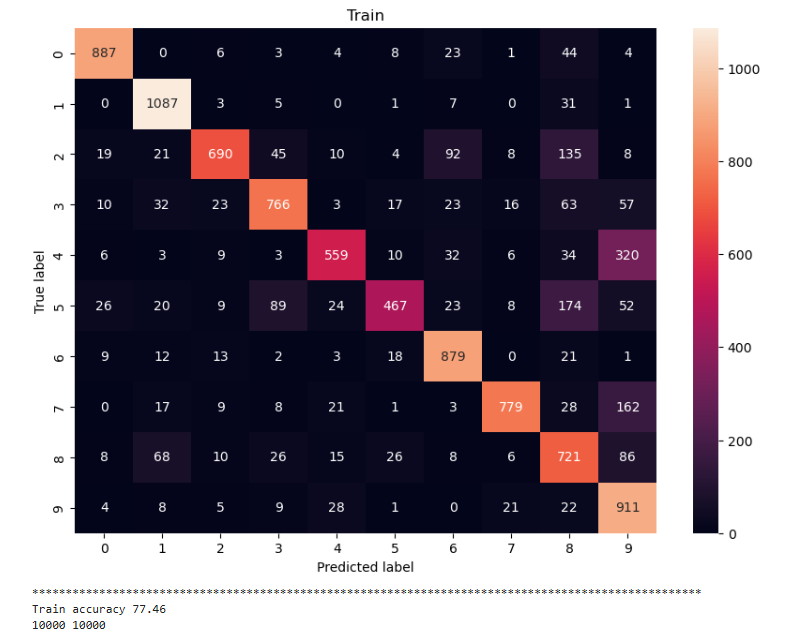 Train
0 887 0 6 3 4 8 23 1 44 4
1 0 1087 3 5 0 1 7 0 31 1
2 19 21 690 45 10 4 92 8 135 8
3 10 32 23 766 3 17 23 16 63 57
4 6 3 9 3 559 10 32 6 34 320
5 26 20 9 89 24 467 23 8 174 52
6 9 12 13 2 3 18 879 0 21 1
7 0 17 9 8 21 1 3 779 28 162
8 8 68 10 26 15 26 8 6 721 86
9 4 8 5 9 28 1 0 21 22 911
0 1 2 3 4 5 6 7 8 9
True label
Predicted label
1000
800
600
400
200
0
****************************************************************************************************
Train accuracy 77.46
10000 10000